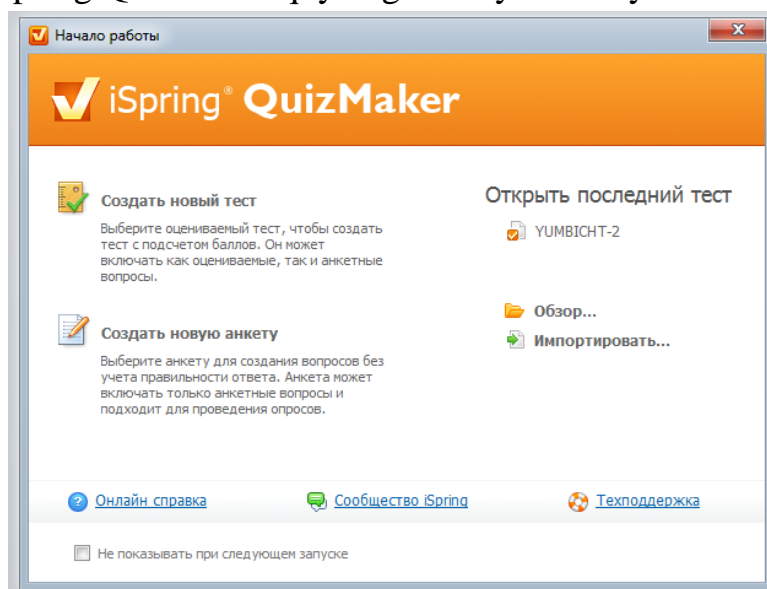 Начало работы
iSpring® QuizMaker
Создать новый тест
Выберите оцениваемый тест, чтобы создать
тест с подсчетом баллов. Он может
включать как оцениваемые, так и анкетные
вопросы.
Создать новую анкету
Выберите анкету для создания вопросов без
учета правильности ответа. Анкета может
включать только анкетные вопросы и
подходит для проведения опросов.
Открыть последний тест
YUMBICHT-2
Обзор...
Импортировать...
Онлайн справка
Сообщество iSpring
Техподдержка
Не показывать при следующем запуске